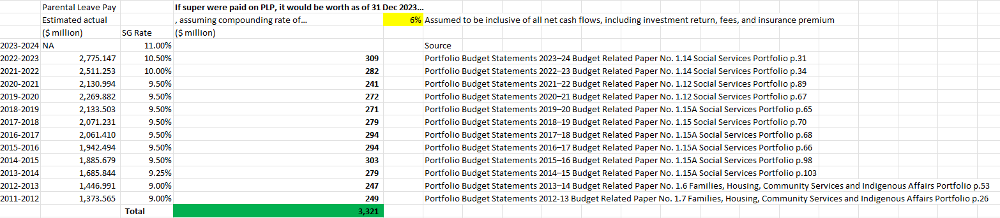 Parental Leave Pay If super were paid on PLP, it would be worth as of 31 Dec 2023...
Estimated actual , assuming compounding rate of... 6% Assumed to be inclusive of all net cash flows, including investment return, fees, and insurance premium
($ million) SG Rate ($ million)
2023-2024 NA 11.00% Source
2022-2023 2,775.147 10.50% 309 Portfolio Budget Statements 2023–24 Budget Related Paper No. 1.14 Social Services Portfolio p.31
2021-2022 2,511.253 10.00% 282 Portfolio Budget Statements 2022–23 Budget Related Paper No. 1.14 Social Services Portfolio p.34
2020-2021 2,130.994 9.50% 241 Portfolio Budget Statements 2021–22 Budget Related Paper No. 1.12 Social Services Portfolio p.89
2019-2020 2,269.882 9.50% 272 Portfolio Budget Statements 2020–21 Budget Related Paper No. 1.12 Social Services Portfolio p.67
2018-2019 2,133.503 9.50% 271 Portfolio Budget Statements 2019–20 Budget Related Paper No. 1.15A Social Services Portfolio p.65
2017-2018 2,071.231 9.50% 279 Portfolio Budget Statements 2018–19 Budget Related Paper No. 1.15 Social Services Portfolio p.70
2016-2017 2,061.410 9.50% 294 Portfolio Budget Statements 2017–18 Budget Related Paper No. 1.15A Social Services Portfolio p.68
2015-2016 1,942.494 9.50% 294 Portfolio Budget Statements 2016–17 Budget Related Paper No. 1.15A Social Services Portfolio p.66
2014-2015 1,885.679 9.50% 303 Portfolio Budget Statements 2015–16 Budget Related Paper No. 1.15A Social Services Portfolio p.98
2013-2014 1,685.844 9.25% 279 Portfolio Budget Statements 2014–15 Budget Related Paper No. 1.15A Social Services Portfolio p.103
2012-2013 1,446.991 9.00% 247 Portfolio Budget Statements 2013–14 Budget Related Paper No. 1.6 Families, Housing, Community Services and Indigenous Affairs Portfolio p.53
2011-2012 1,373.565 9.00% 249 Portfolio Budget Statements 2012-13 Budget Related Paper No. 1.7 Families, Housing, Community Services and Indigenous Affairs Portfolio p.26
Total 3,321